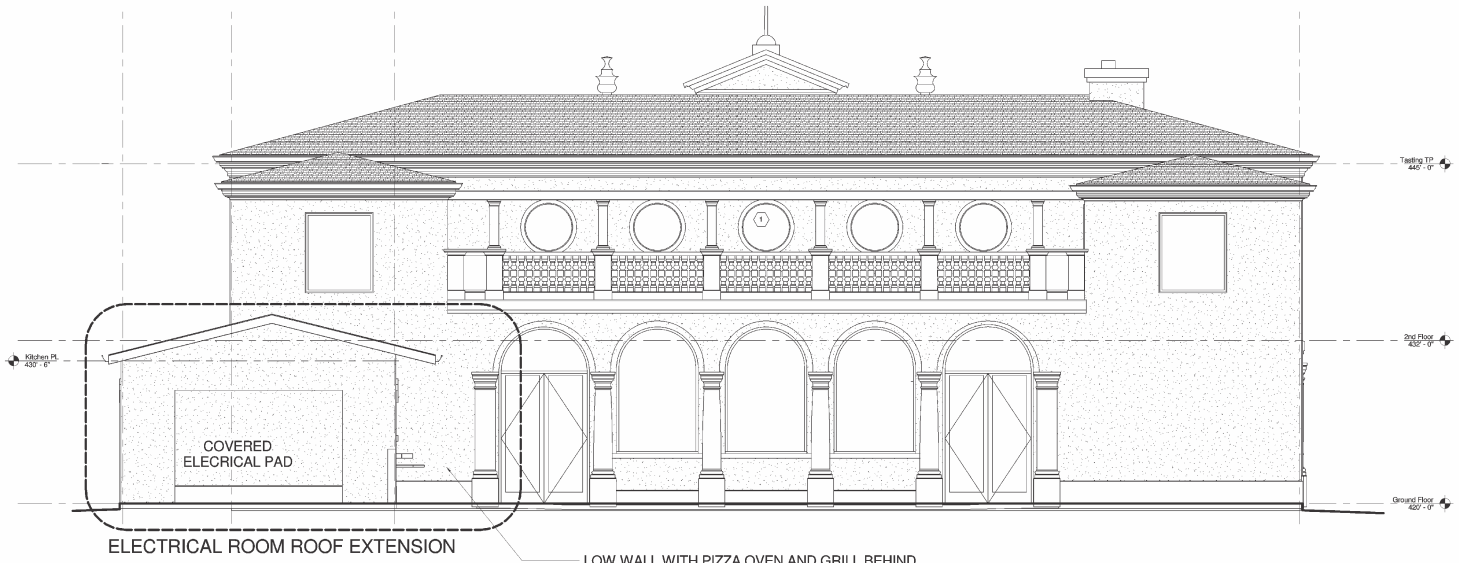 Tasting TP
445' - 0"
1
2nd Floor
432' - 0"
Kitchen PL
430' - 6"
COVERED
ELECRICAL PAD
Ground Floor
420' - 0"
ELECTRICAL ROOM ROOF EXTENSION
LOW WALL WITH PIZZA OVEN AND GRILL BEHIND